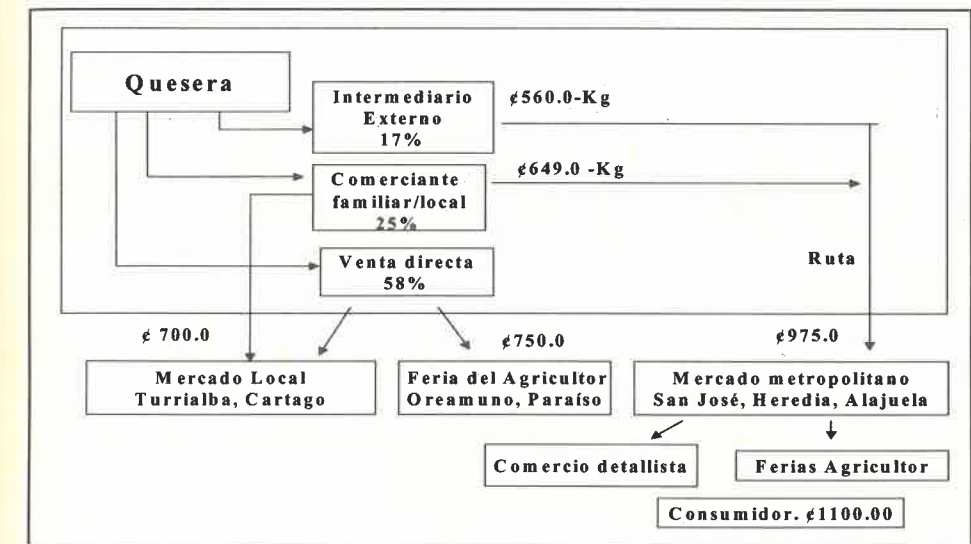 Quesera
Intermediario
Externo
17%
¢560.0-Kg
Comerciante
familiar/local
25%
¢649.0 -Kg
Venta directa
58%
Ruta
¢ 700.0
¢750.0
¢975.0
Mercado Local
Turrialba, Cartago
Feria del Agricultor
Oreamuno, Paraíso
Mercado metropolitano
San José, Heredia, Alajuela
Comercio detallista
Ferias Agricultor
Consumidor. ¢1100.00